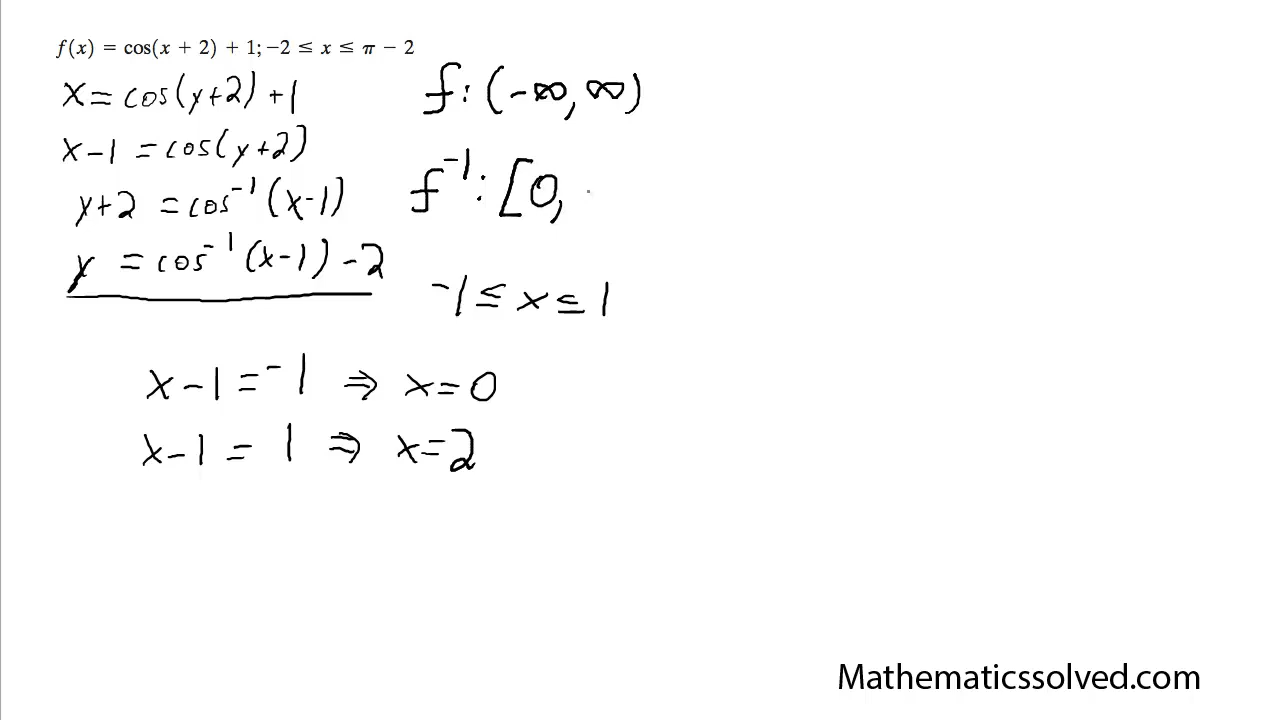 f(x) = cos(x + 2) + 1; −2 ≤ x ≤ π − 2
x = cos(y+2) + 1
f: (-∞, ∞)
x-1 = cos(y+2)
y+2 = cos⁻¹(x-1)
f⁻¹: [0,
y = cos⁻¹(x-1) - 2
-1 ≤ x ≤ 1
x-1 = -1 ⇒ x=0
x-1 = 1 ⇒ x=2
Mathematicssolved.com